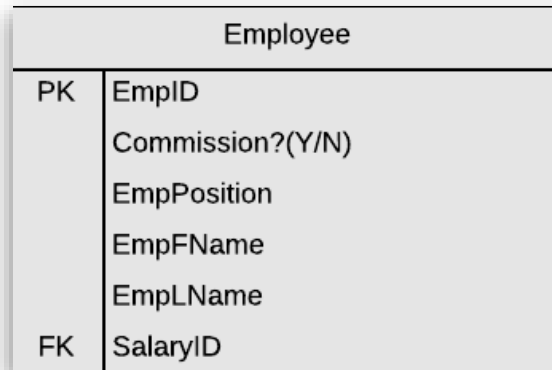 Employee
PK EmpID
Commission?(Y/N)
EmpPosition
EmpFName
EmpLName
FK SalaryID